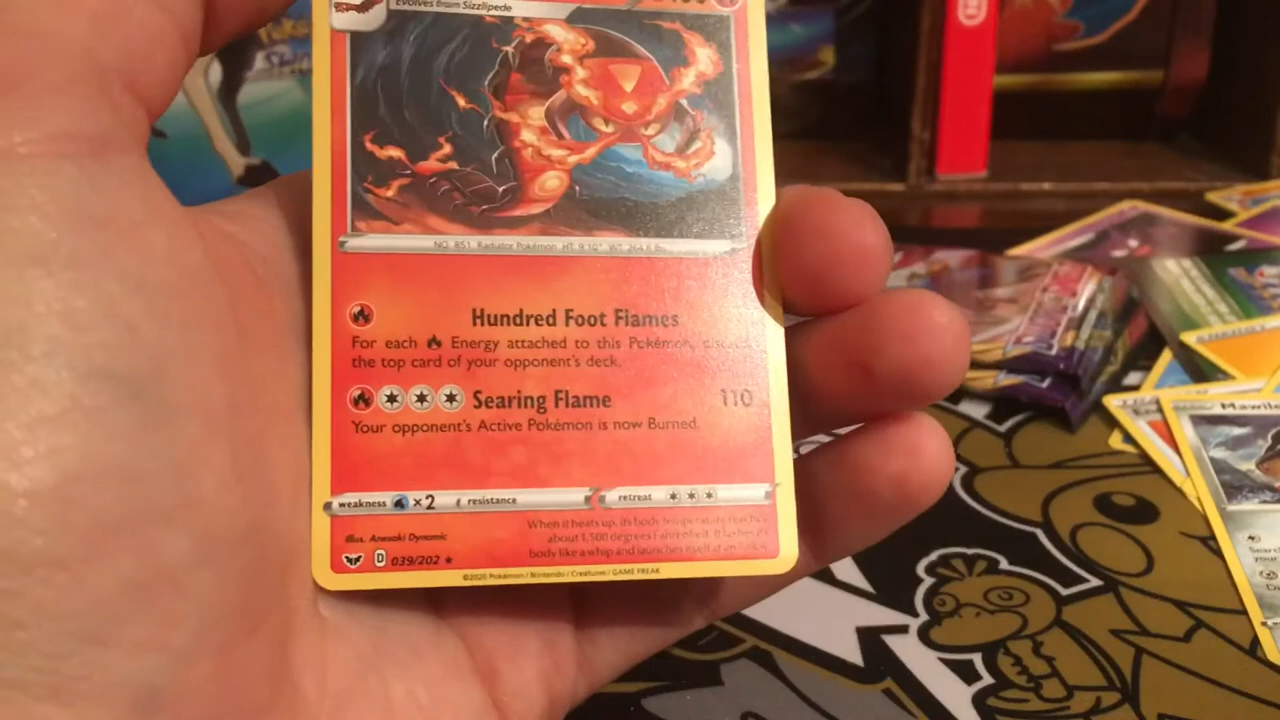 Evolves from Sizzlipede
NO. 851 Radiator Pokémon HT: 9'10" WT: 264.6 lbs.
Hundred Foot Flames
For each Energy attached to this Pokémon, discard
the top card of your opponent's deck.
Searing Flame 110
Your opponent's Active Pokémon is now Burned.
weakness ×2 resistance retreat
Illus. Anesaki Dynamic
When it heats up, its body temperature reaches
about 1,500 degrees Fahrenheit. It lashes its
body like a whip and launches itself at enemies.
D 039/202 ★
©2020 Pokémon / Nintendo / Creatures / GAME FREAK
Mawile